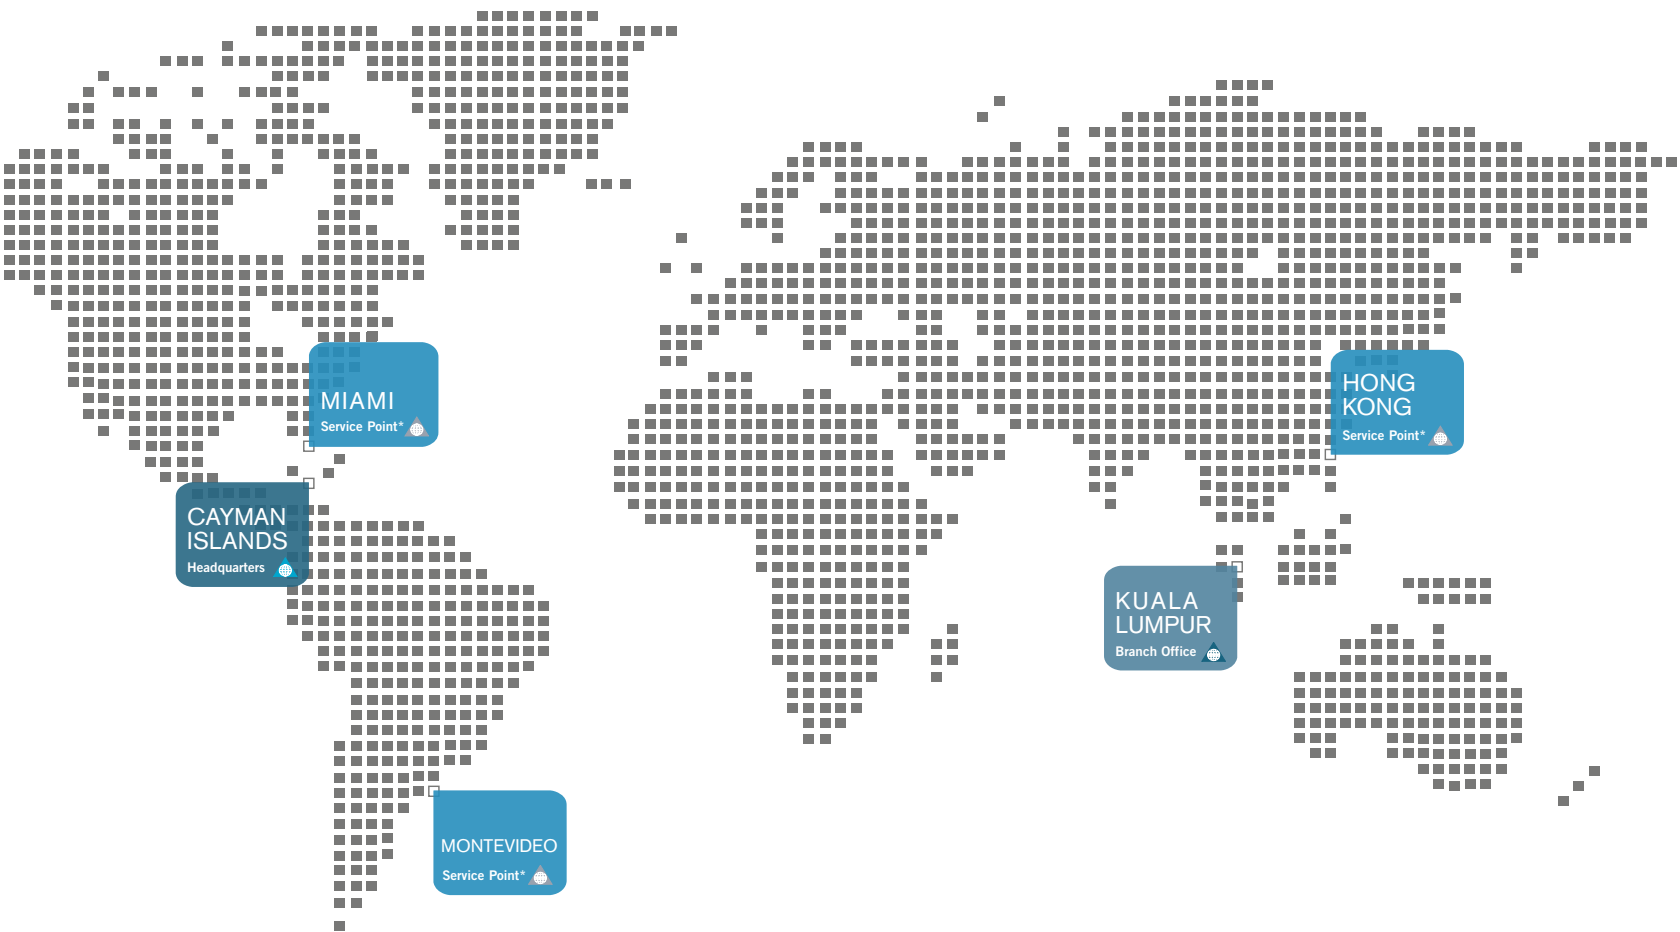 MIAMI
Service Point*
HONG
KONG
Service Point*
CAYMAN
ISLANDS
Headquarters
KUALA
LUMPUR
Branch Office
MONTEVIDEO
Service Point*